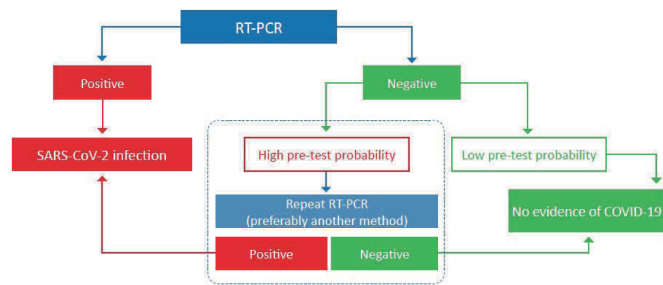 RT-PCR
Positive
Negative
SARS-CoV-2 infection
High pre-test probability
Low pre-test probability
Repeat RT-PCR
(preferably another method)
No evidence of COVID-19
Positive
Negative